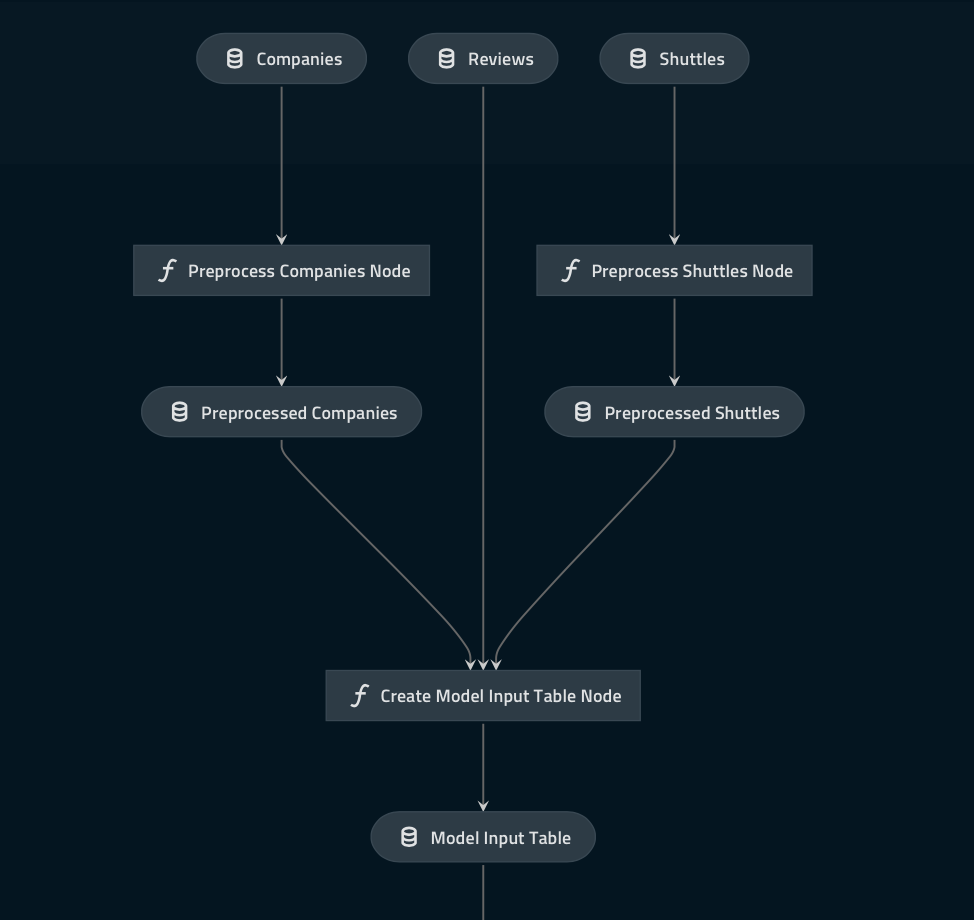 Companies
Reviews
Shuttles
Preprocess Companies Node
Preprocess Shuttles Node
Preprocessed Companies
Preprocessed Shuttles
Create Model Input Table Node
Model Input Table